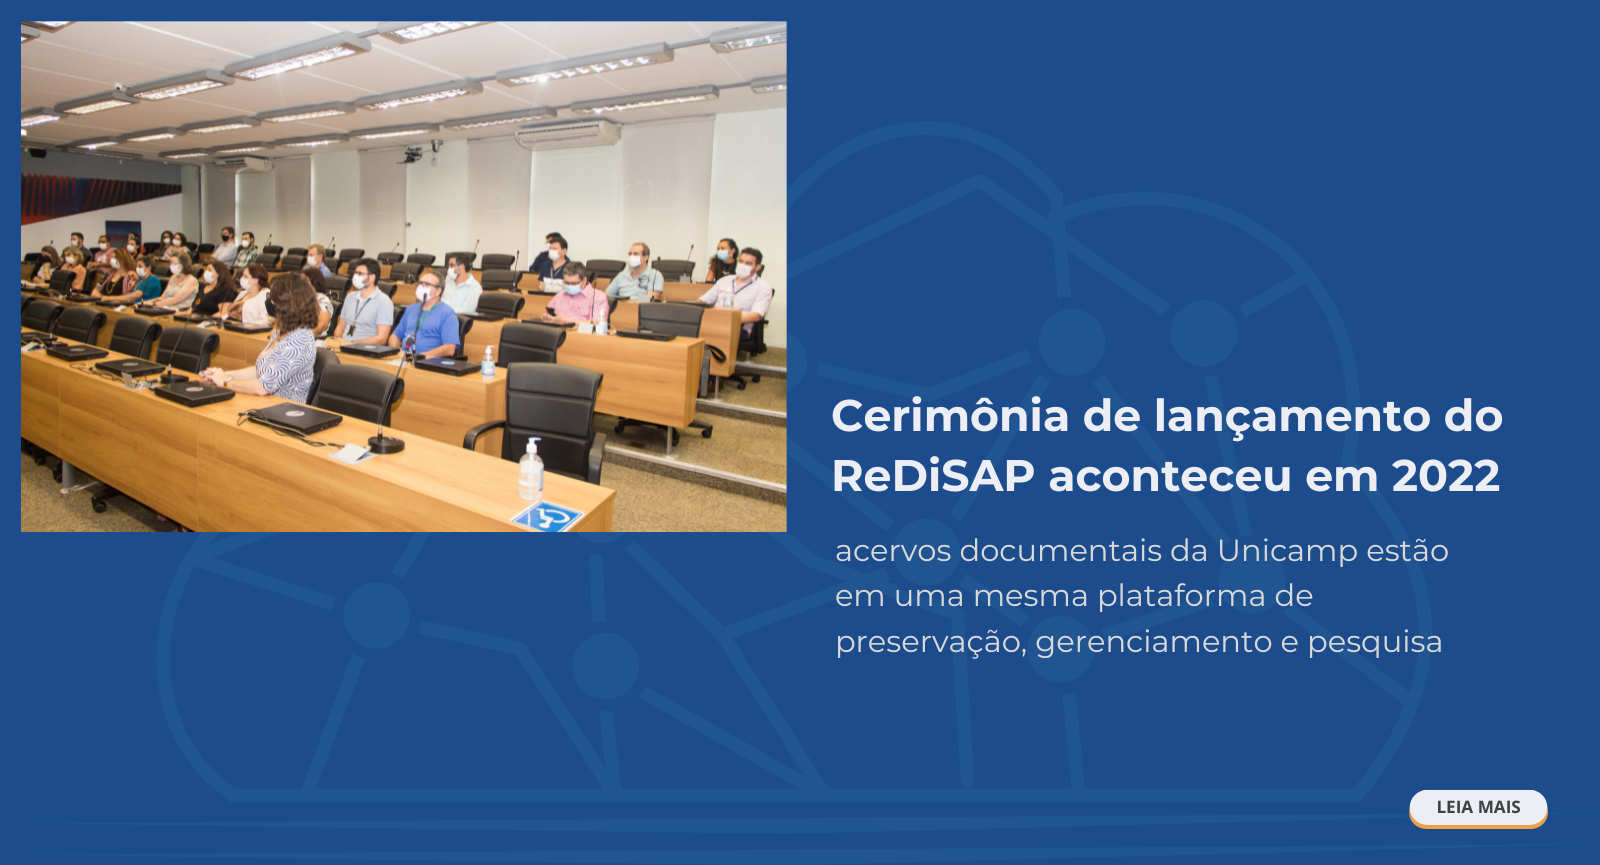 Cerimônia de lançamento do
ReDiSAP aconteceu em 2022
acervos documentais da Unicamp estão
em uma mesma plataforma de
preservação, gerenciamento e pesquisa
LEIA MAIS